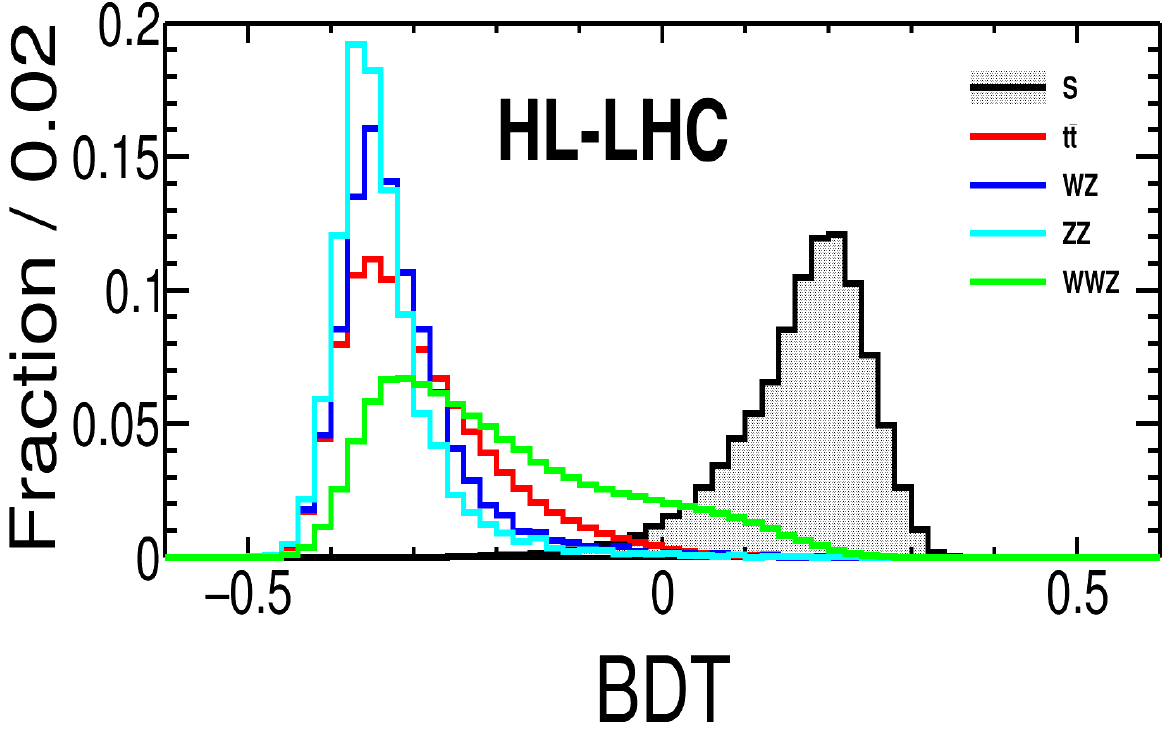 Fraction / 0.02
0.2
0.15
0.1
0.05
0
HL-LHC
S
tt̄
WZ
ZZ
WWZ
−0.5
0
0.5
BDT